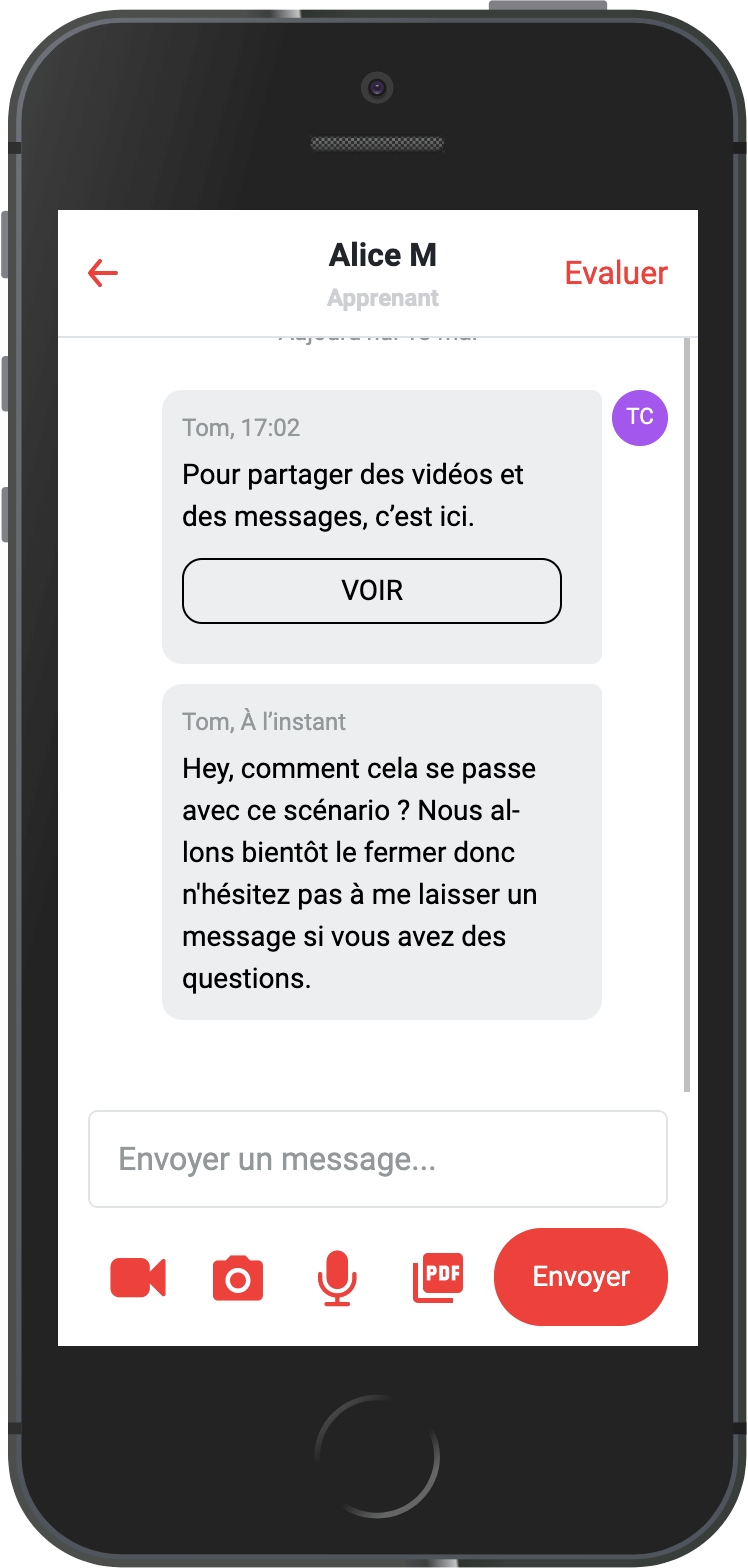 Alice M
Apprenant
Evaluer
Tom, 17:02
TC
Pour partager des vidéos et
des messages, c’est ici.
VOIR
Tom, À l’instant
Hey, comment cela se passe
avec ce scénario ? Nous al-
lons bientôt le fermer donc
n'hésitez pas à me laisser un
message si vous avez des
questions.
Envoyer un message...
PDF
Envoyer